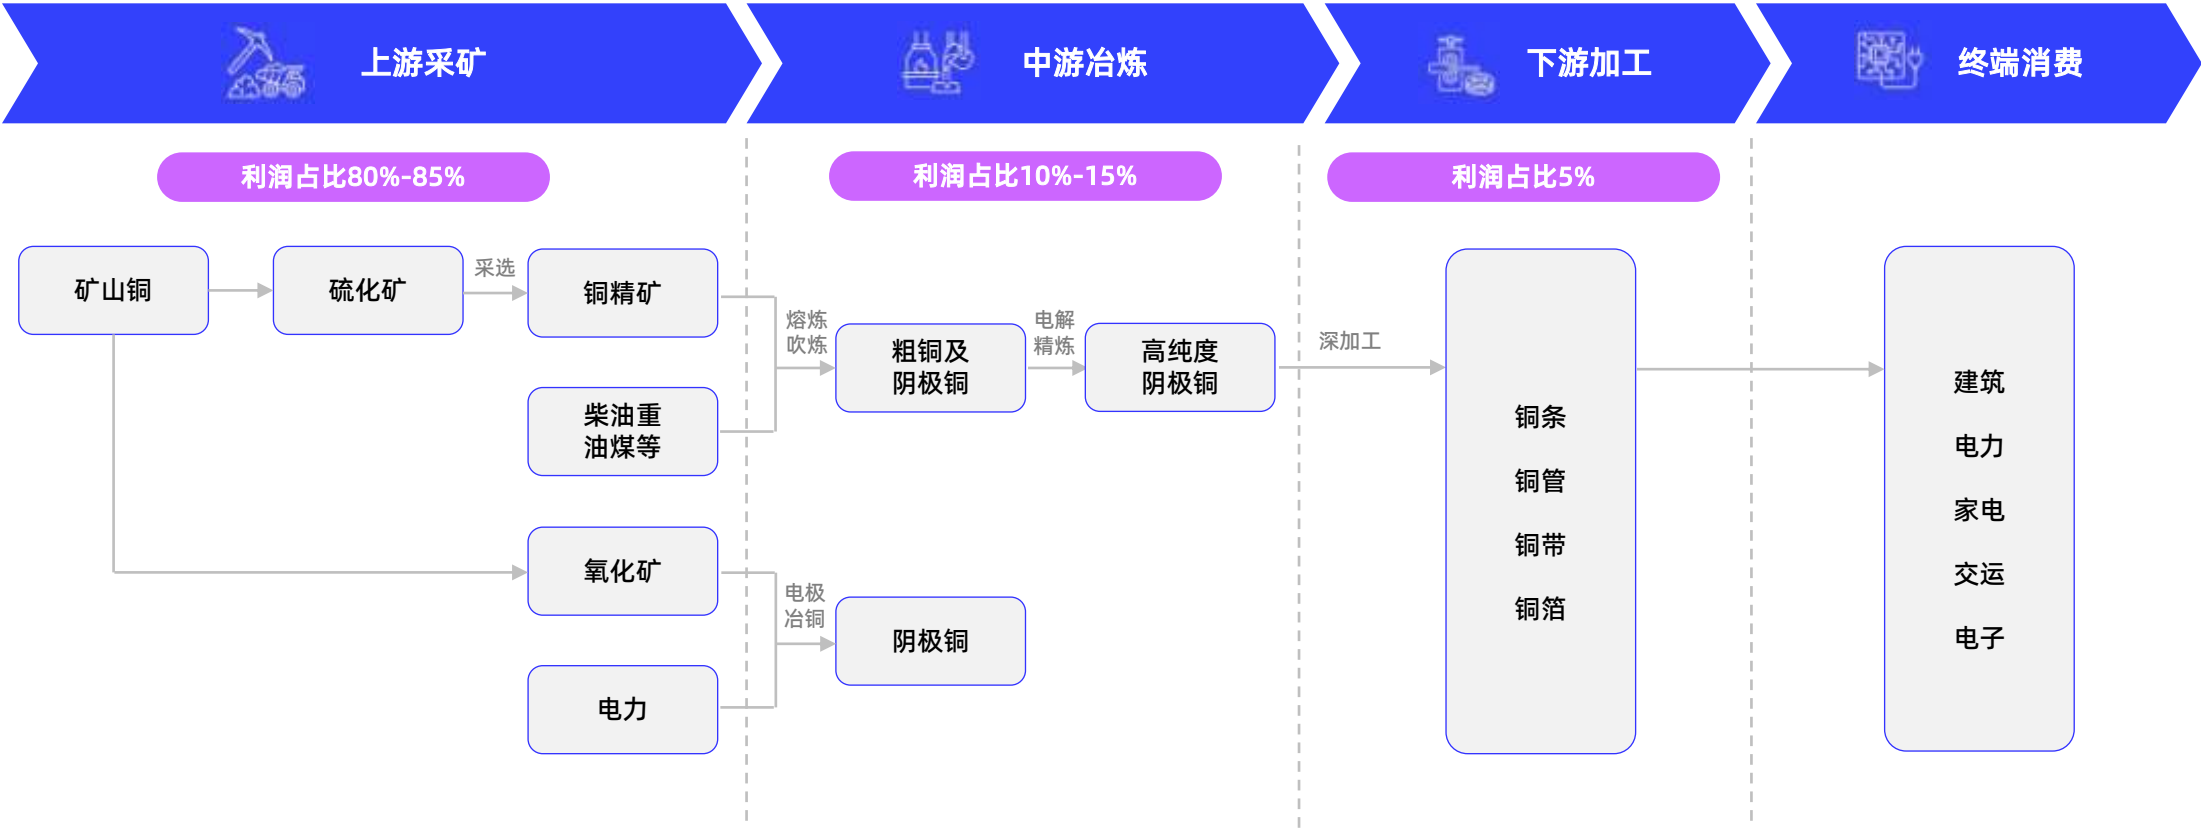 上游采矿
中游冶炼
下游加工
终端消费
利润占比80%-85%
利润占比10%-15%
利润占比5%
矿山铜
硫化矿
采选
铜精矿
柴油重
油煤等
氧化矿
电力
熔炼
吹炼
粗铜及
阴极铜
电解
精炼
高纯度
阴极铜
电极
冶铜
阴极铜
深加工
铜条
铜管
铜带
铜箔
建筑
电力
家电
交运
电子